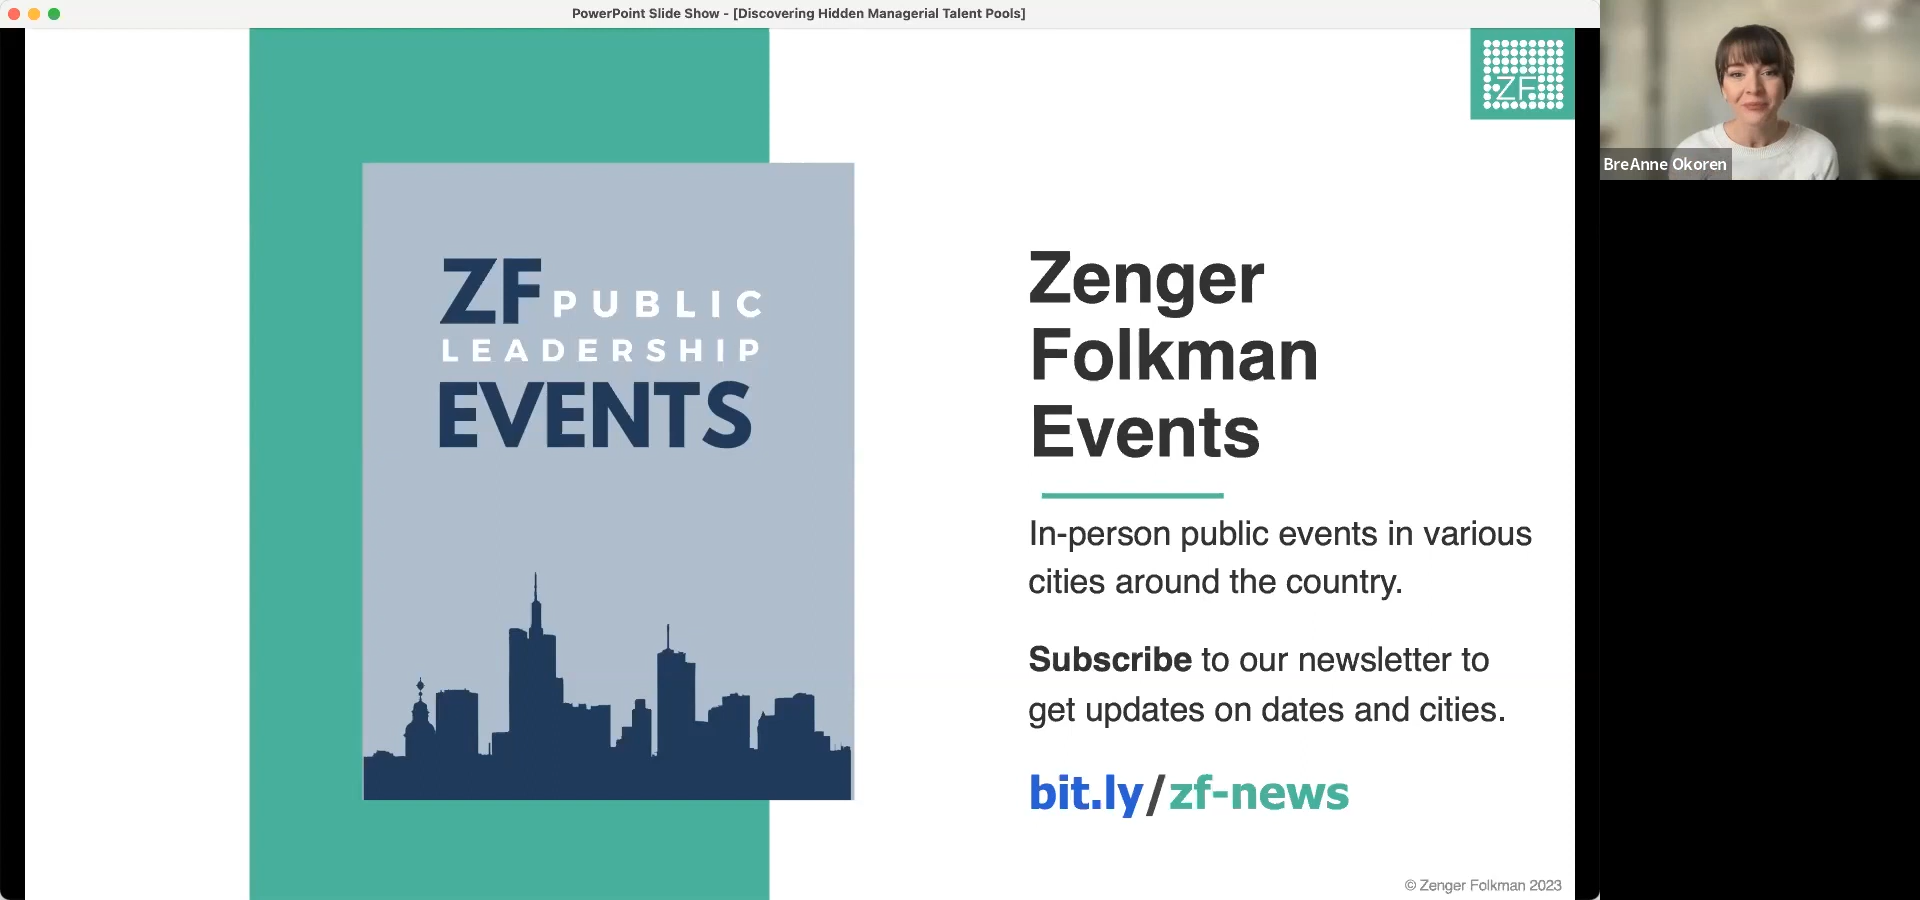 PowerPoint Slide Show - [Discovering Hidden Managerial Talent Pools]
ZF
BreAnne Okoren
ZF PUBLIC
LEADERSHIP
EVENTS
Zenger
Folkman
Events
In-person public events in various
cities around the country.
Subscribe to our newsletter to
get updates on dates and cities.
bit.ly/zf-news
© Zenger Folkman 2023